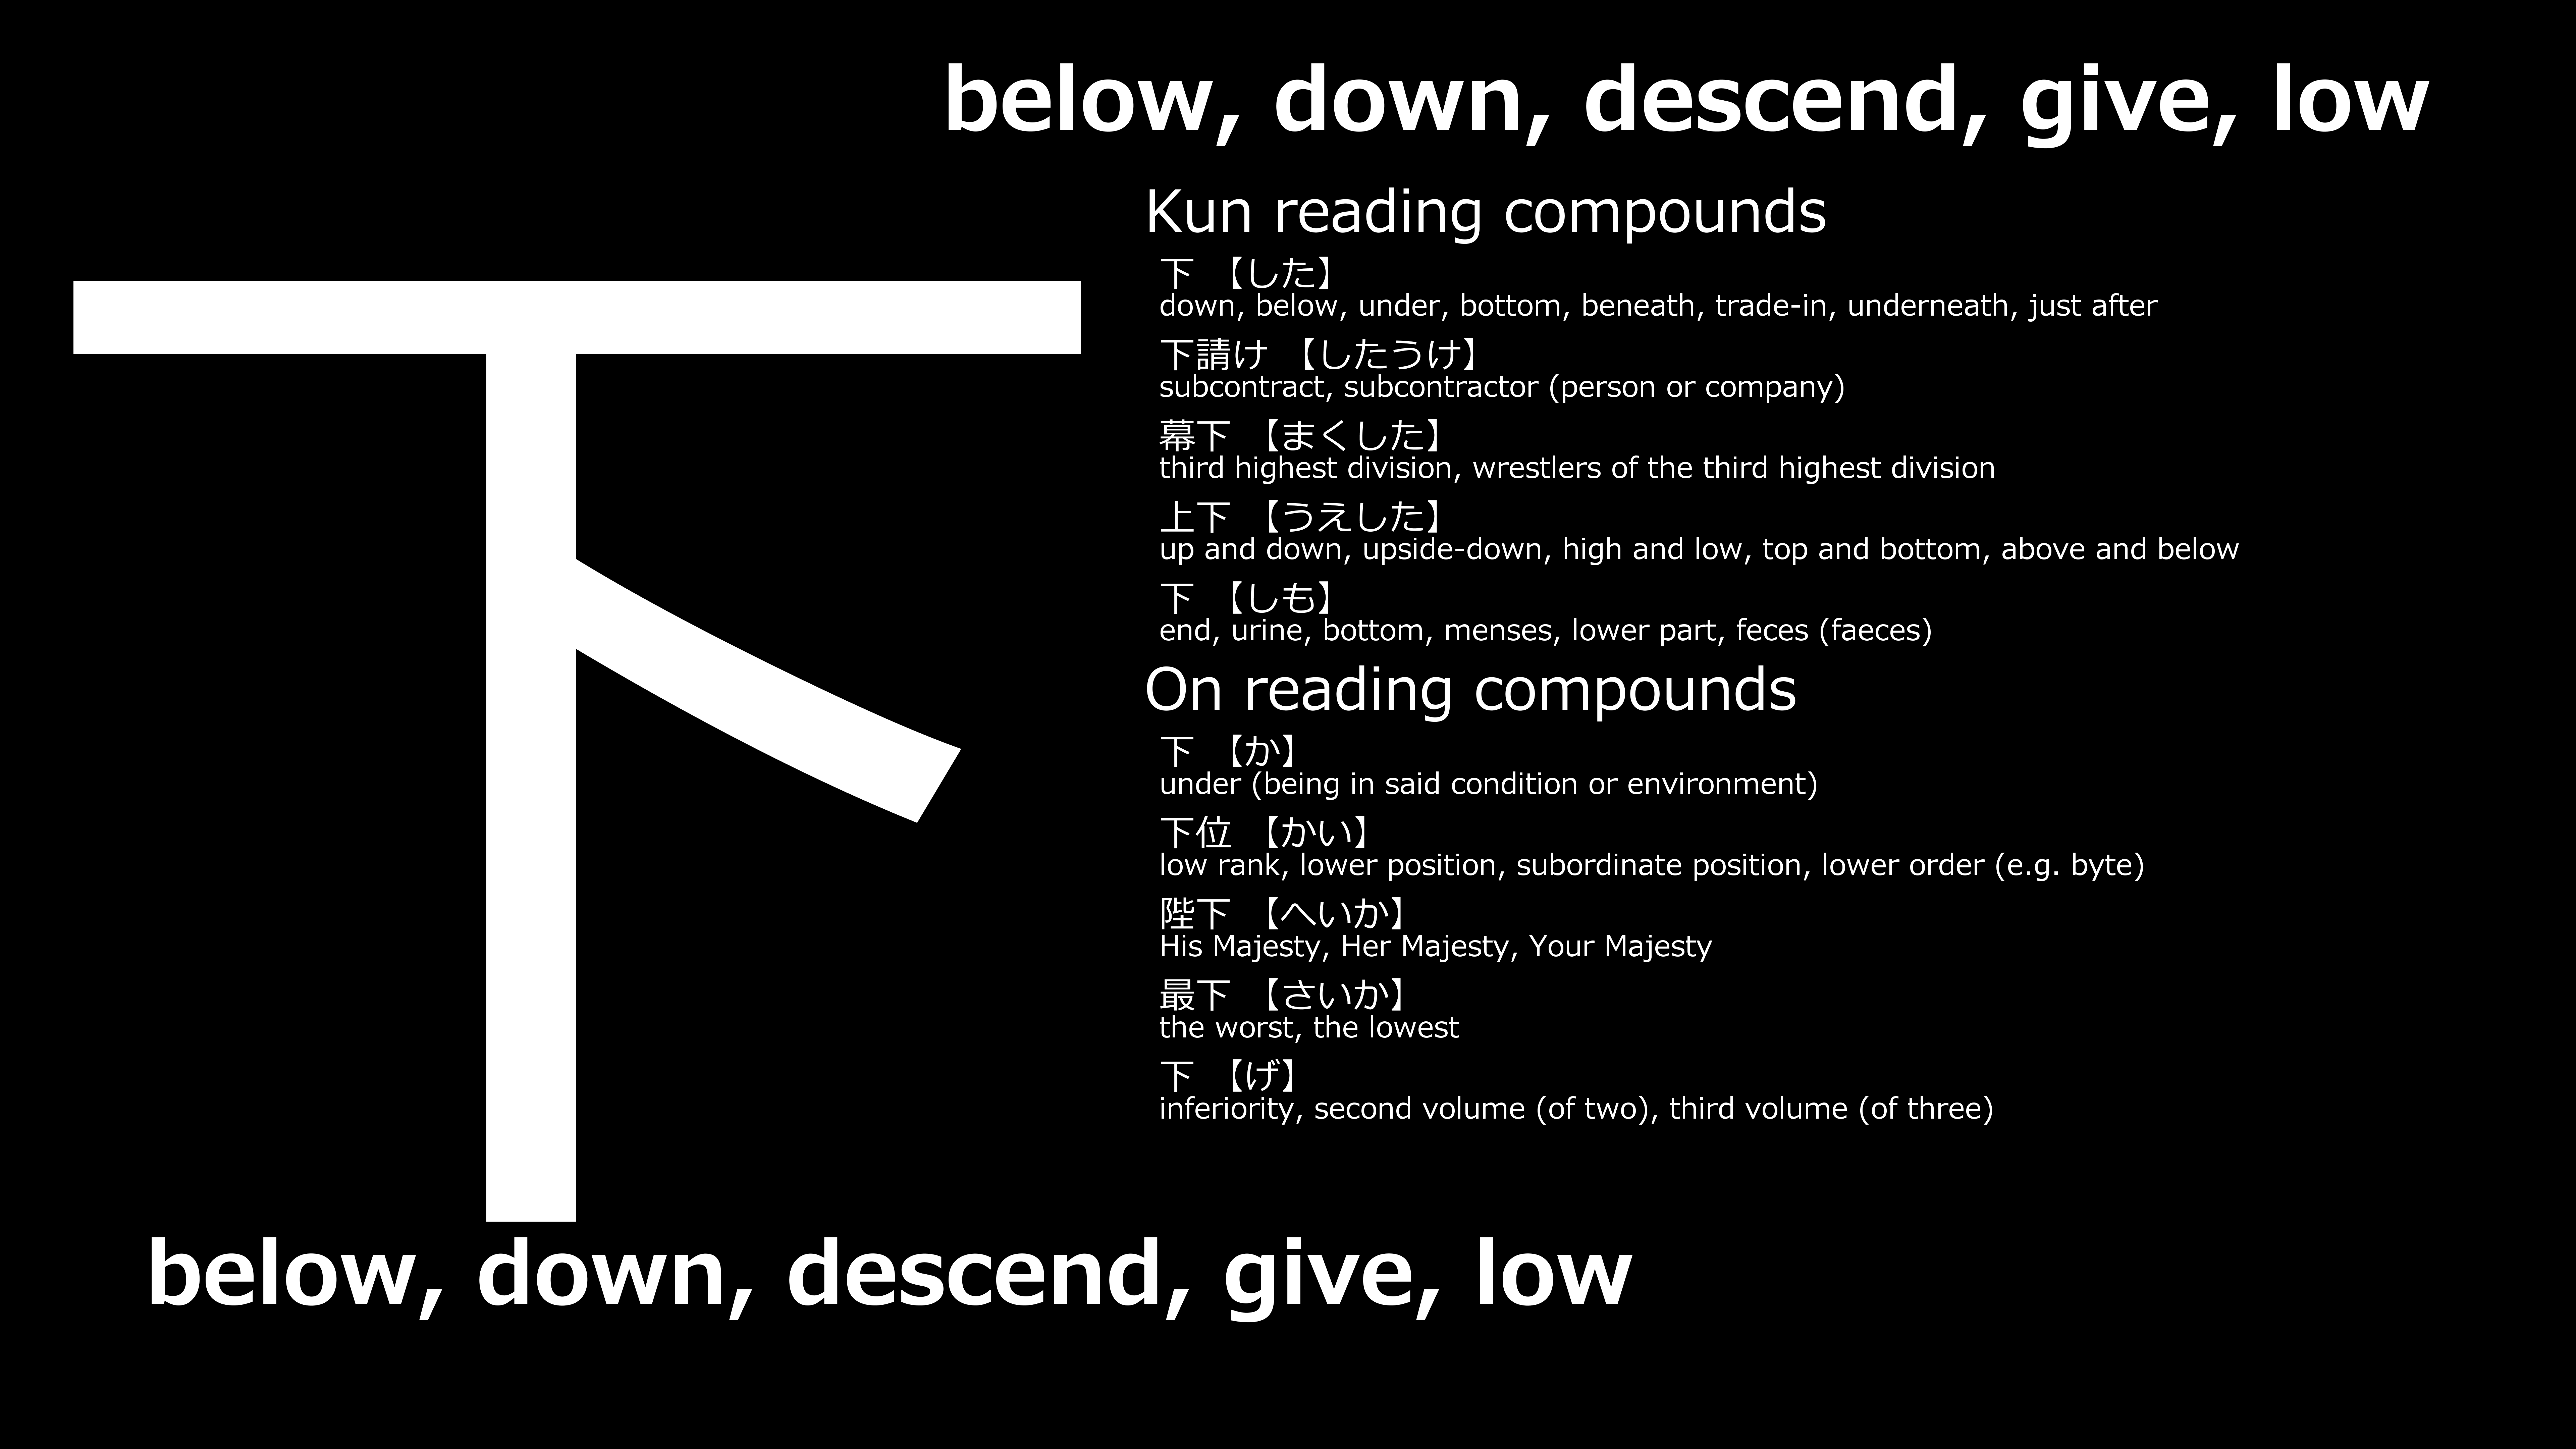 below, down, descend, give, low
下
Kun reading compounds
下 【した】
down, below, under, bottom, beneath, trade-in, underneath, just after
下請け 【したうけ】
subcontract, subcontractor (person or company)
幕下 【まくした】
third highest division, wrestlers of the third highest division
上下 【うえした】
up and down, upside-down, high and low, top and bottom, above and below
下 【しも】
end, urine, bottom, menses, lower part, feces (faeces)
On reading compounds
下 【か】
under (being in said condition or environment)
下位 【かい】
low rank, lower position, subordinate position, lower order (e.g. byte)
陛下 【へいか】
His Majesty, Her Majesty, Your Majesty
最下 【さいか】
the worst, the lowest
下 【げ】
inferiority, second volume (of two), third volume (of three)
below, down, descend, give, low